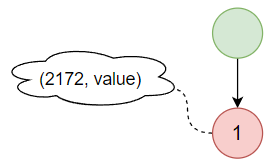 (2172, value)
1